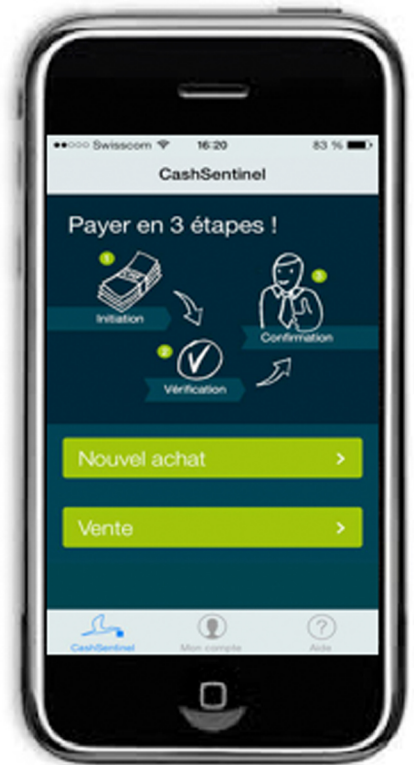 Swisscom 16:20 83 %
CashSentinel
Payer en 3 étapes !
1
3
Initiation
Confirmation
2
Vérification
Nouvel achat >
Vente >
?
CashSentinel Mon compte Aide